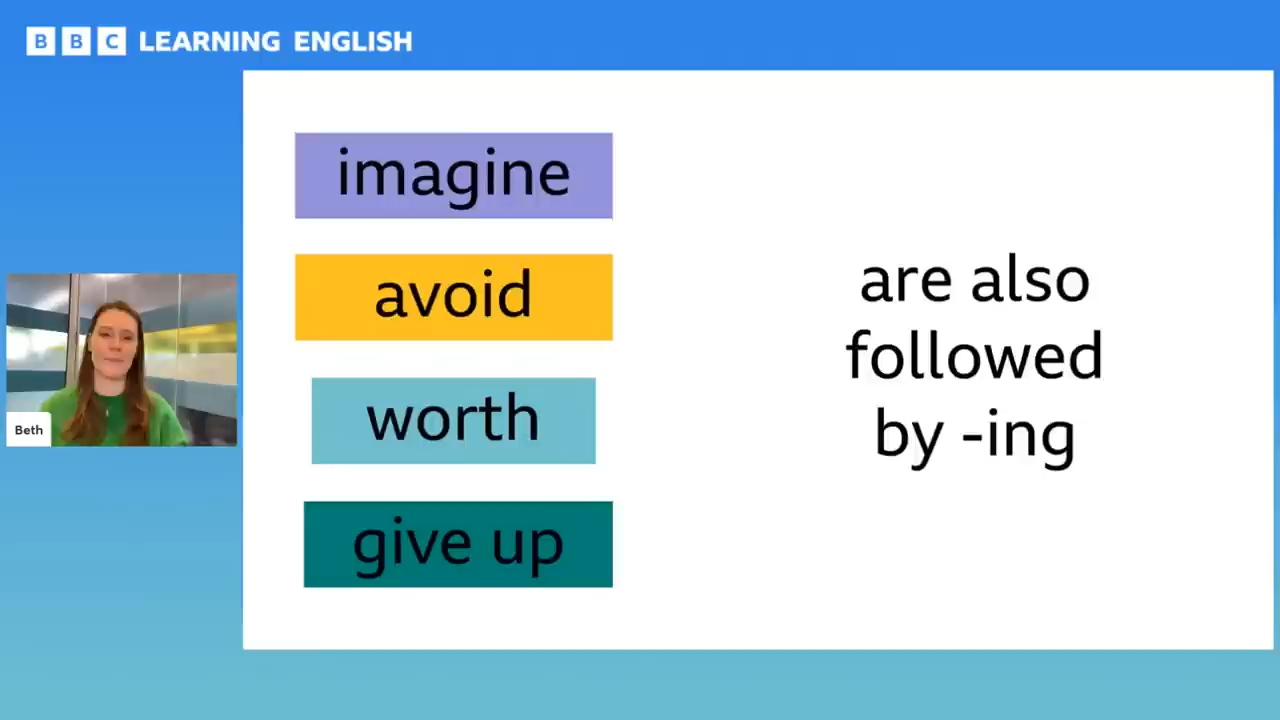 BBC LEARNING ENGLISH
imagine
avoid
worth
give up
are also
followed
by -ing
Beth